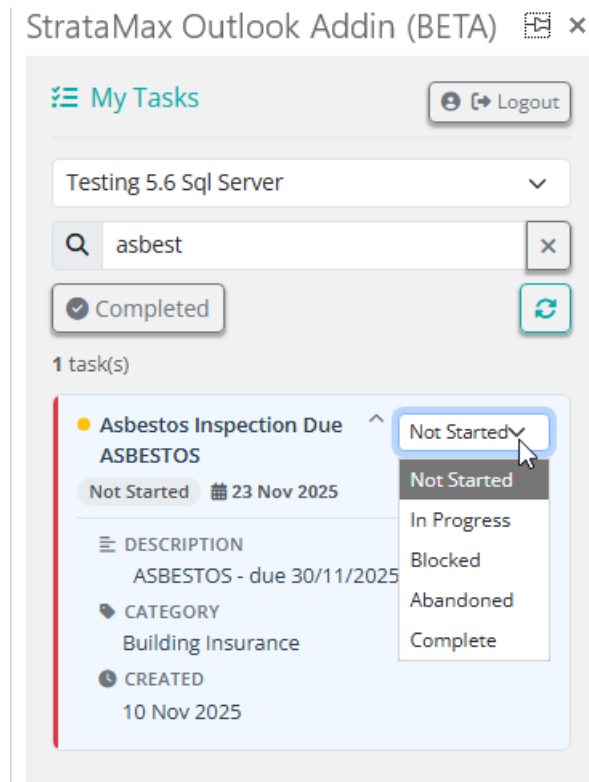 StrataMax Outlook Addin (BETA)
My Tasks
Logout
Testing 5.6 Sql Server
asbest
Completed
1 task(s)
Asbestos Inspection Due
ASBESTOS
Not Started
Not Started 23 Nov 2025
Not Started
In Progress
Blocked
Abandoned
Complete
DESCRIPTION
ASBESTOS - due 30/11/2025
CATEGORY
Building Insurance
CREATED
10 Nov 2025